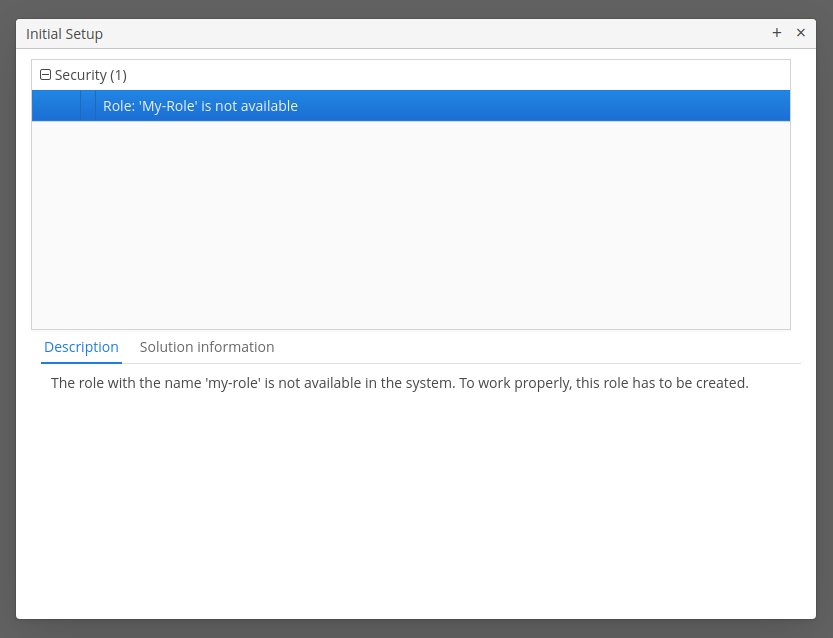 Initial Setup
Security (1)
Role: 'My-Role' is not available
Description Solution information
The role with the name 'my-role' is not available in the system. To work properly, this role has to be created.